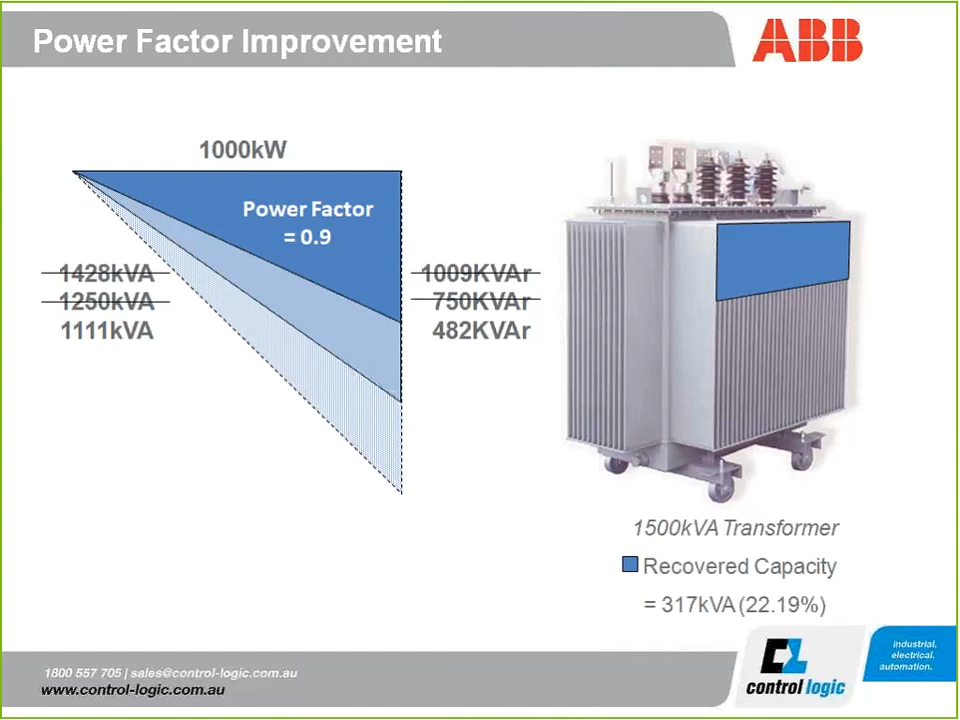 Power Factor Improvement
ABB
1000kW
Power Factor
= 0.9
1428kVA
1250kVA
1111kVA
1009KVAr
750KVAr
482KVAr
1500kVA Transformer
Recovered Capacity
= 317kVA (22.19%)
1800 557 705 | sales@control-logic.com.au
www.control-logic.com.au
control logic
industrial.
electrical.
automation.